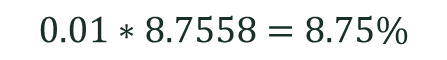 0.01 ∗ 8.7558 = 8.75%